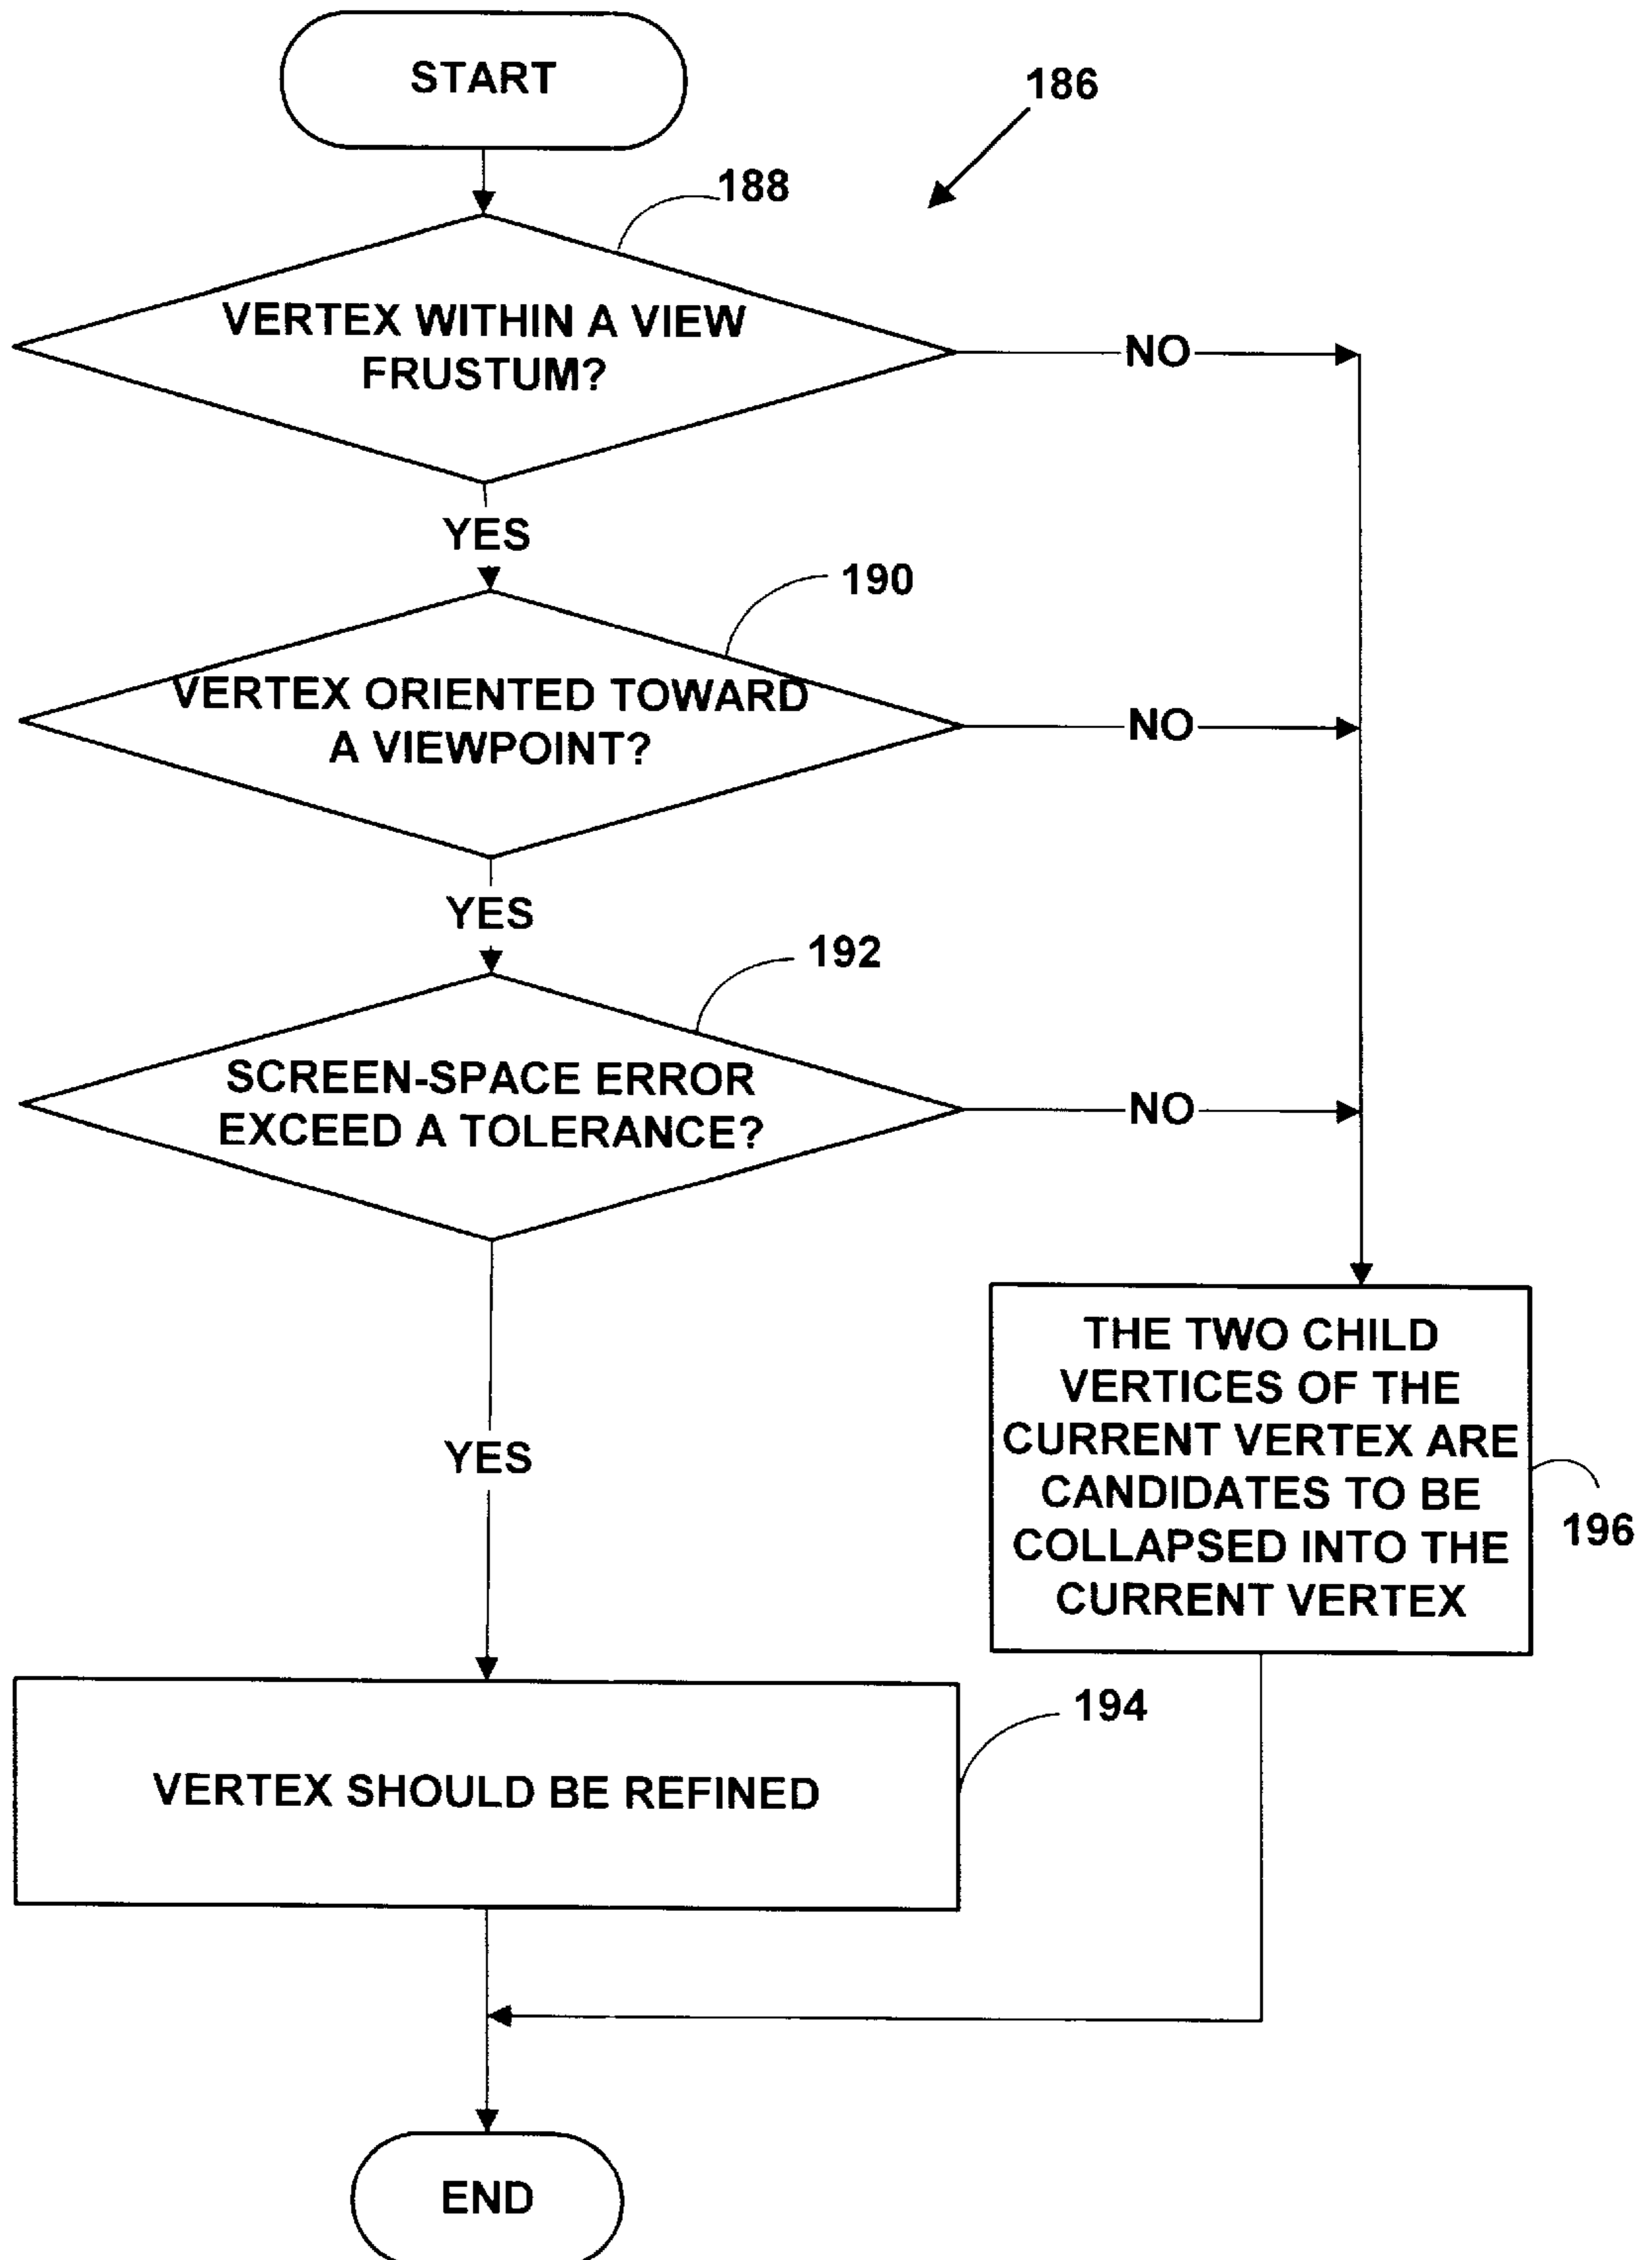 START
186
188
VERTEX WITHIN A VIEW
FRUSTUM?
NO
YES
190
VERTEX ORIENTED TOWARD
A VIEWPOINT?
NO
YES
192
SCREEN-SPACE ERROR
EXCEED A TOLERANCE?
NO
YES
THE TWO CHILD
VERTICES OF THE
CURRENT VERTEX ARE
CANDIDATES TO BE
COLLAPSED INTO THE
CURRENT VERTEX
196
194
VERTEX SHOULD BE REFINED
END